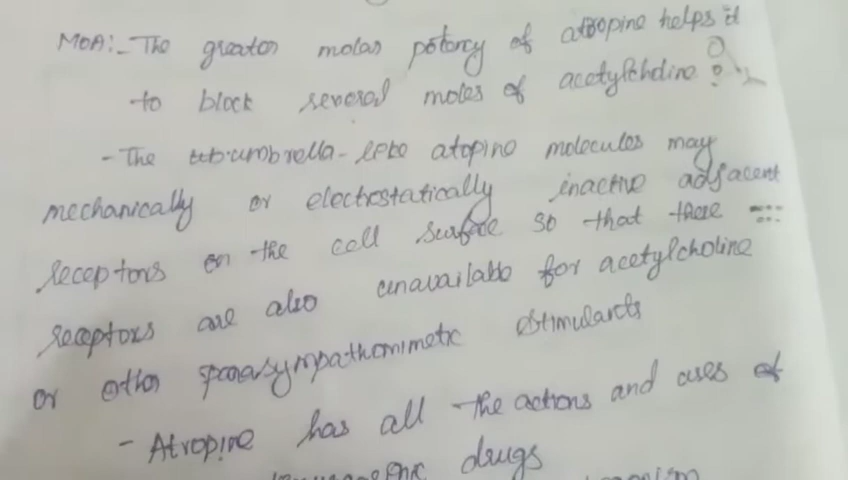 MOA:- The greater molar potency of atropine helps it
to block several moles of acetylcholine
- The umbrella-like atopine molecules may
mechanically or electrostatically inactive adjacent
receptors on the cell surface so that these
receptors are also unavailable for acetylcholine
or other parasympathomimetic stimulants
- Atropine has all the actions and uses of
drugs